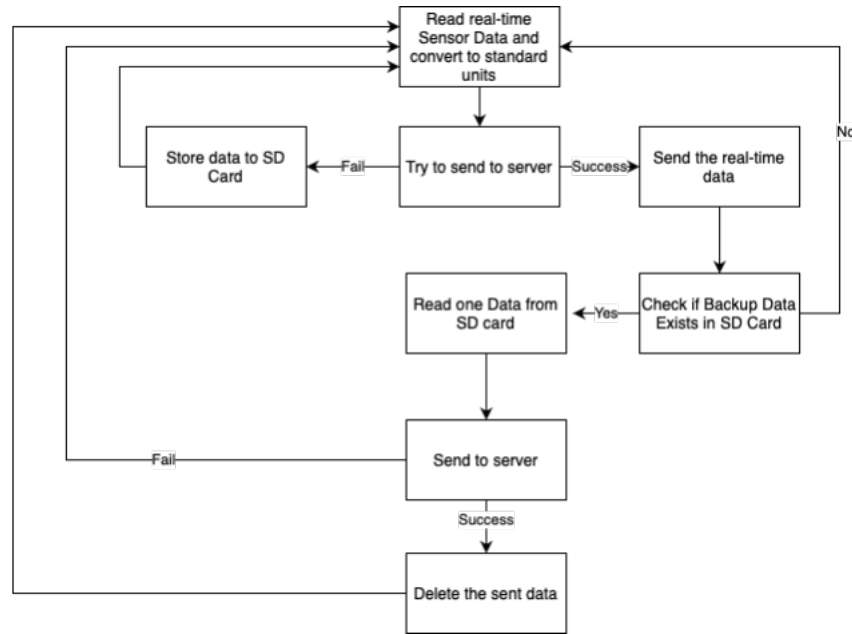 Read real-time
Sensor Data and
convert to standard
units
Store data to SD
Card
Fail
Try to send to server
Success
Send the real-time
data
No
Read one Data from
SD card
Yes
Check if Backup Data
Exists in SD Card
Fail
Send to server
Success
Delete the sent data